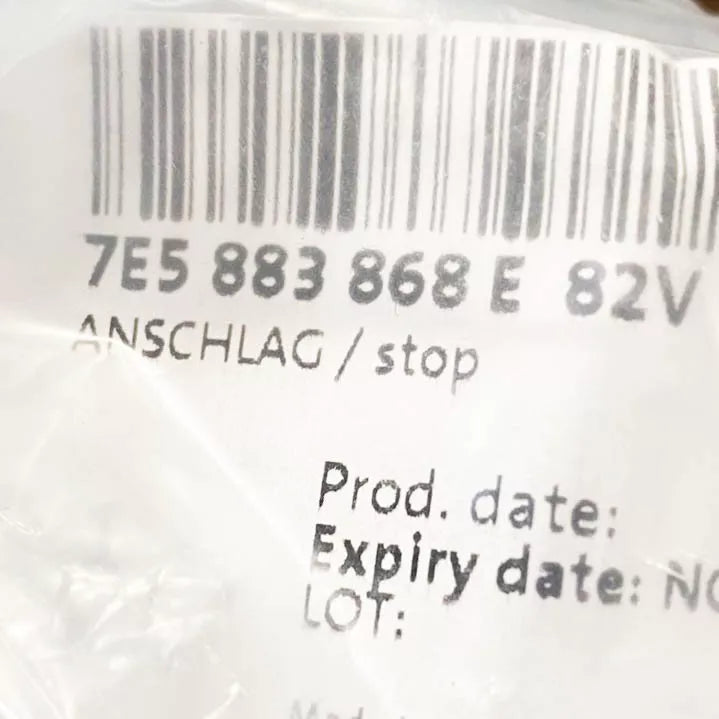 7E5 883 868 E 82V
ANSCHLAG / stop
Prod. date:
Expiry date:
LOT: